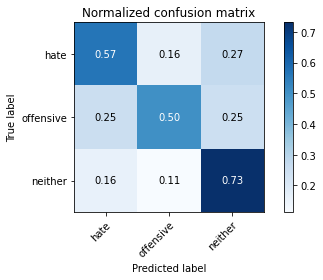 Normalized confusion matrix
True label
hate 0.57 0.16 0.27
offensive 0.25 0.50 0.25
neither 0.16 0.11 0.73
hate offensive neither
Predicted label
0.7
0.6
0.5
0.4
0.3
0.2